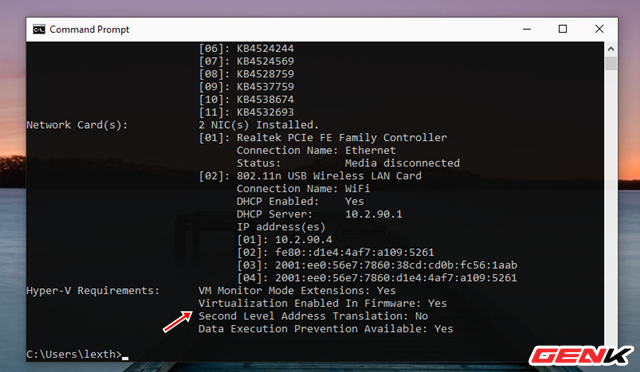 Command Prompt
[06]: KB4524244
[07]: KB4524569
[08]: KB4528759
[09]: KB4537759
[10]: KB4538674
[11]: KB4532693
Network Card(s): 2 NIC(s) Installed.
[01]: Realtek PCIe FE Family Controller
Connection Name: Ethernet
Status: Media disconnected
[02]: 802.11n USB Wireless LAN Card
Connection Name: WiFi
DHCP Enabled: Yes
DHCP Server: 10.2.90.1
IP address(es)
[01]: 10.2.90.4
[02]: fe80::d1e4:4af7:a109:5261
[03]: 2001:ee0:56e7:7860:38cd:cd0b:fc56:1aab
[04]: 2001:ee0:56e7:7860:d1e4:4af7:a109:5261
Hyper-V Requirements: VM Monitor Mode Extensions: Yes
Virtualization Enabled In Firmware: Yes
Second Level Address Translation: No
Data Execution Prevention Available: Yes
C:\Users\lexth>
GENK